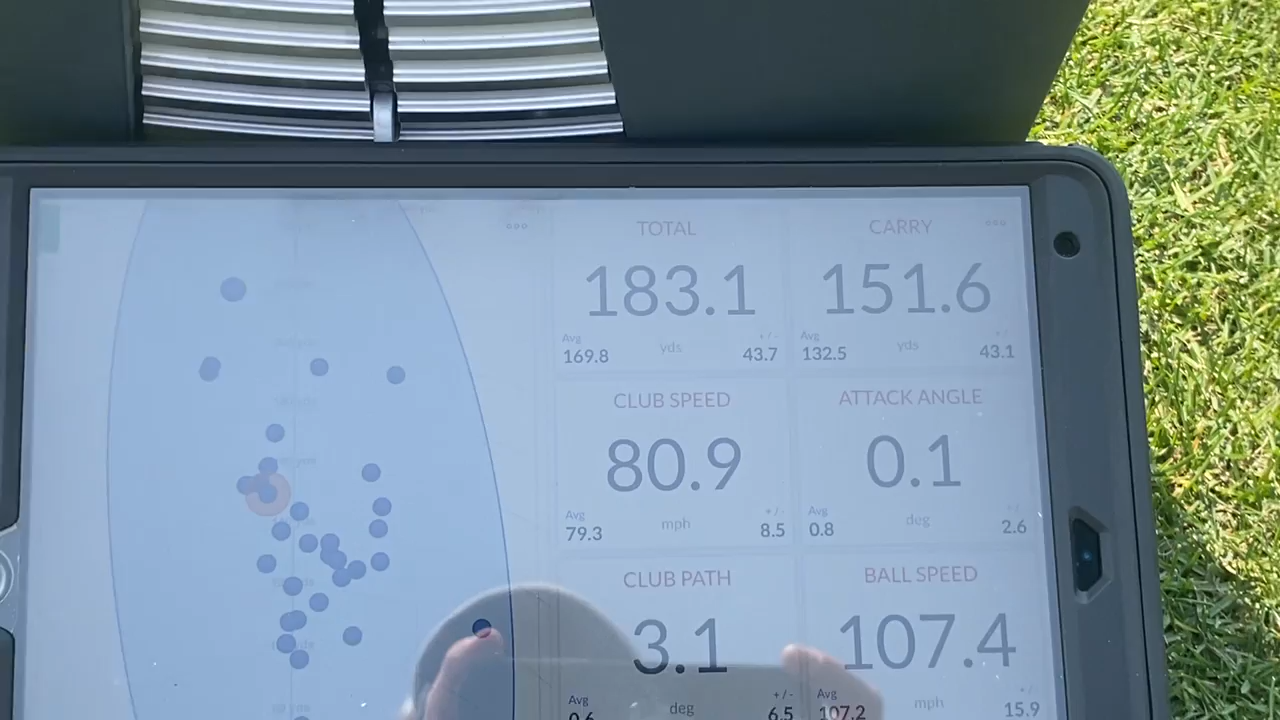 TOTAL
183.1
Avg
169.8
yds
+/-
43.7
CARRY
151.6
Avg
132.5
yds
+/-
43.1
CLUB SPEED
80.9
Avg
79.3
mph
+/-
8.5
ATTACK ANGLE
0.1
Avg
0.8
deg
2.6
CLUB PATH
3.1
Avg
0.6
deg
+/-
6.5
BALL SPEED
107.4
Avg
107.2
mph
+/-
15.9